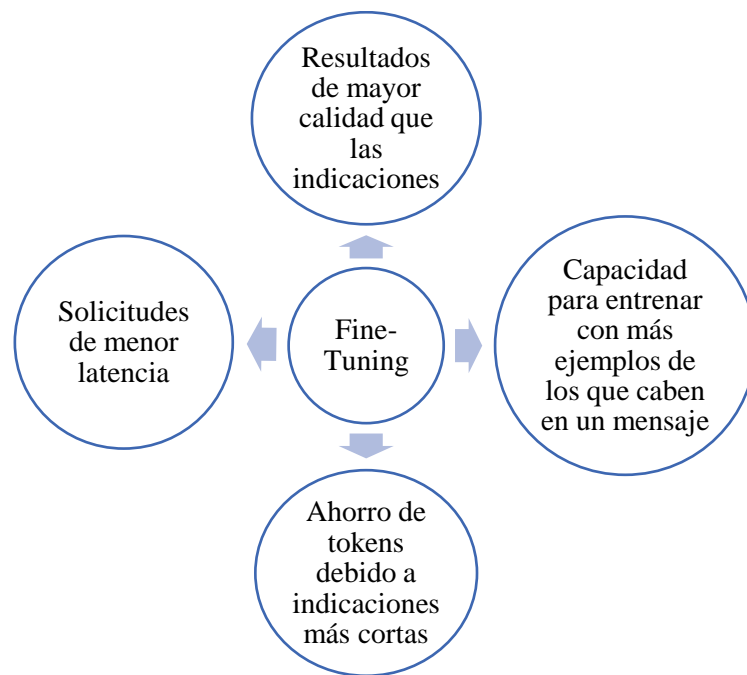 Resultados
de mayor
calidad que
las
indicaciones
Solicitudes
de menor
latencia
Fine-
Tuning
Capacidad
para entrenar
con más
ejemplos de
los que caben
en un mensaje
Ahorro de
tokens
debido a
indicaciones
más cortas